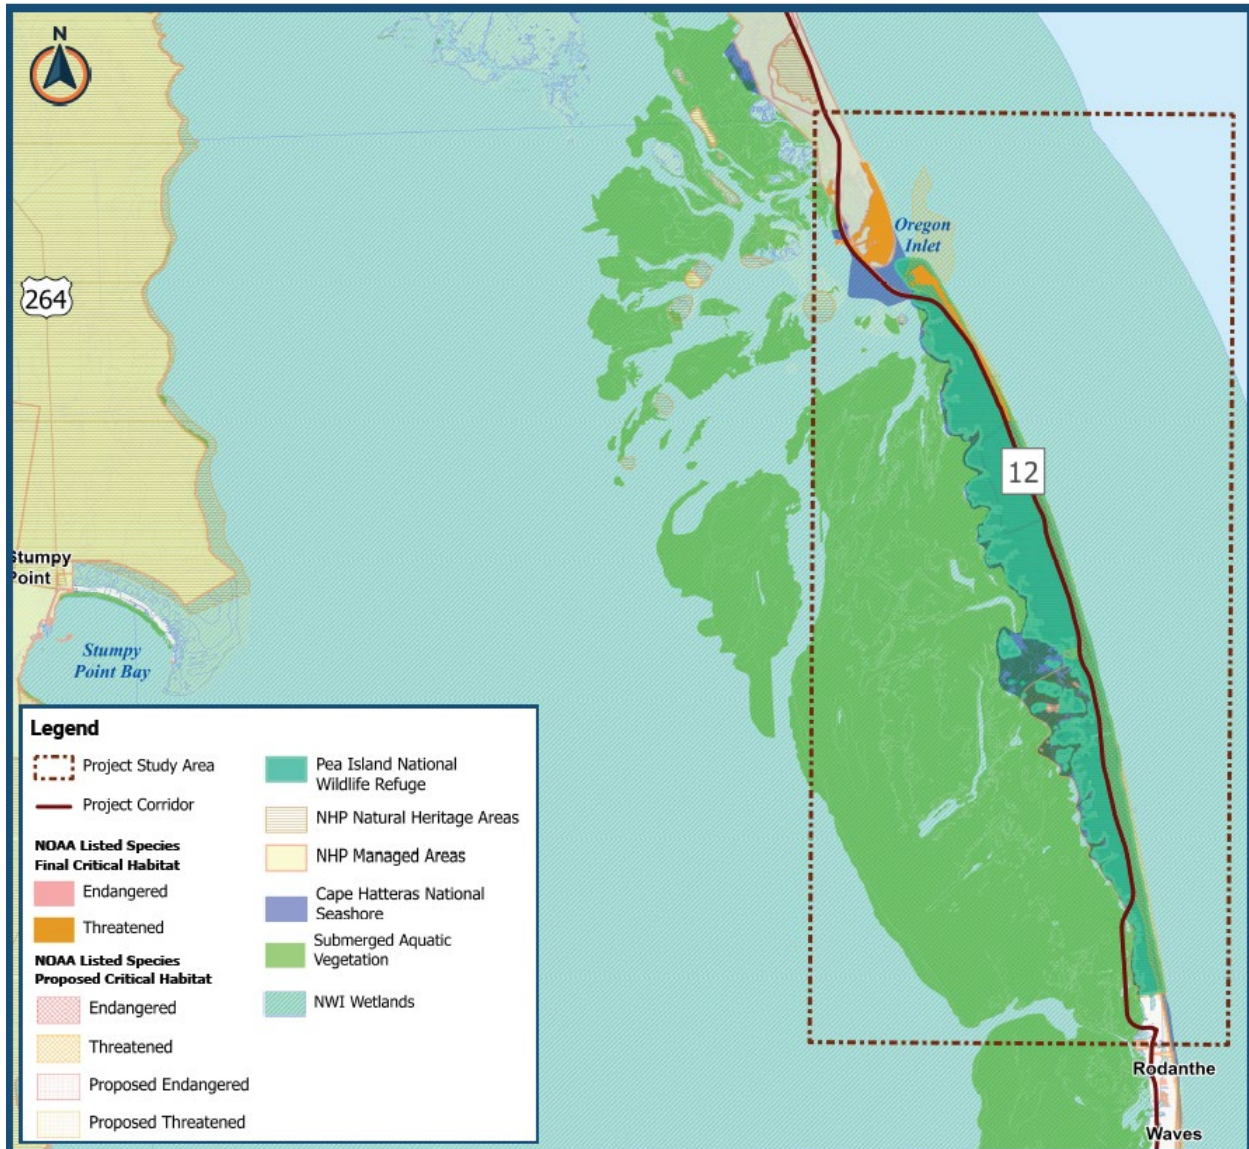 N
Oregon
Inlet
264
12
Stumpy
Point
Stumpy
Point Bay
Legend
Project Study Area
Project Corridor
NOAA Listed Species
Final Critical Habitat
Endangered
Threatened
NOAA Listed Species
Proposed Critical Habitat
Endangered
Threatened
Proposed Endangered
Proposed Threatened
Pea Island National
Wildlife Refuge
NHP Natural Heritage Areas
NHP Managed Areas
Cape Hatteras National
Seashore
Submerged Aquatic
Vegetation
NWI Wetlands
Rodanthe
Waves